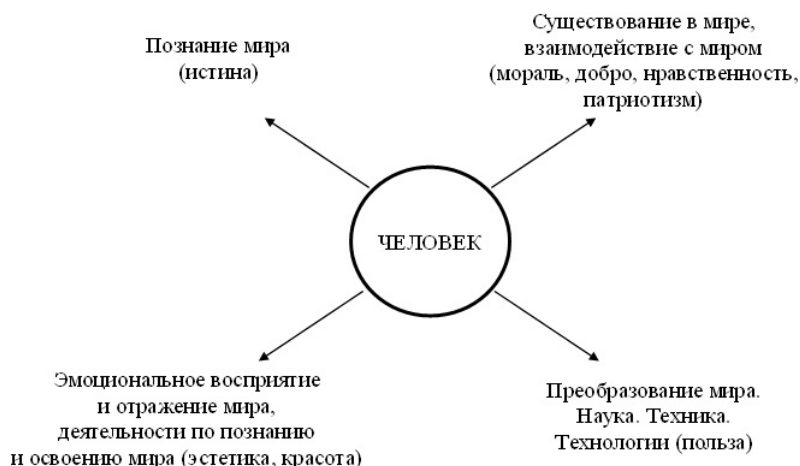 Познание мира
(истина)
Существование в мире,
взаимодействие с миром
(мораль, добро, нравственность,
патриотизм)
ЧЕЛОВЕК
Эмоциональное восприятие
и отражение мира,
деятельности по познанию
и освоению мира (эстетика, красота)
Преобразование мира.
Наука. Техника.
Технологии (польза)